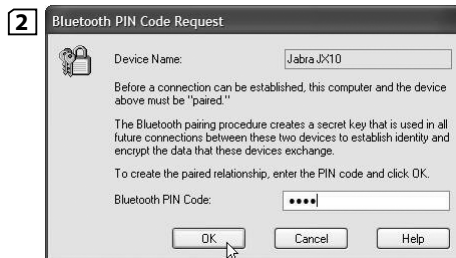 2
Bluetooth PIN Code Request
Device Name: Jabra JX10
Before a connection can be established, this computer and the device
above must be "paired."
The Bluetooth pairing procedure creates a secret key that is used in all
future connections between these two devices to establish identity and
encrypt the data that these devices exchange.
To create the paired relationship, enter the PIN code and click OK.
Bluetooth PIN Code: ••••
OK Cancel Help